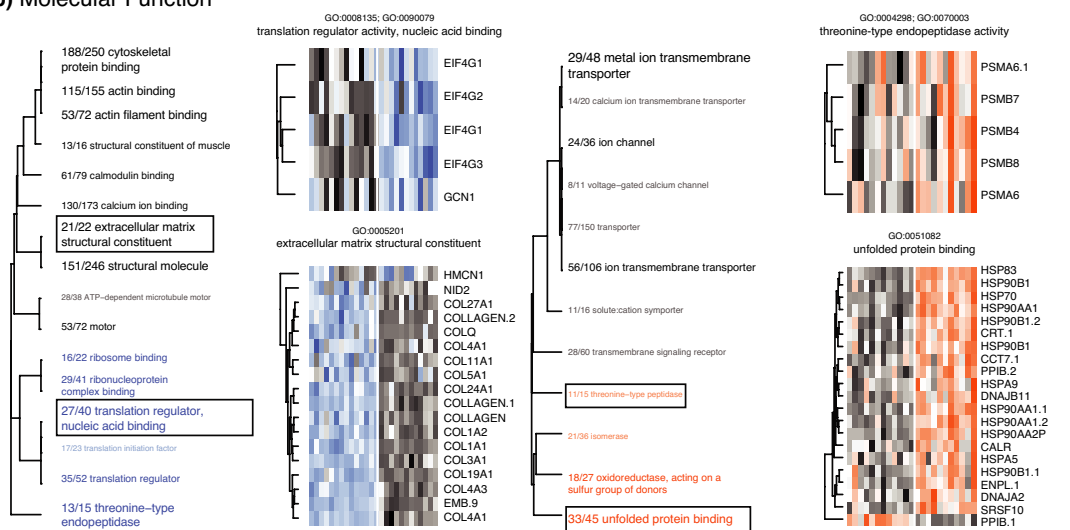 ) Molecular Function
188/250 cytoskeletal
protein binding
115/155 actin binding
53/72 actin filament binding
13/16 structural constituent of muscle
61/79 calmodulin binding
130/173 calcium ion binding
21/22 extracellular matrix
structural constituent
151/246 structural molecule
28/38 ATP−dependent microtubule motor
53/72 motor
16/22 ribosome binding
29/41 ribonucleoprotein
complex binding
27/40 translation regulator,
nucleic acid binding
17/23 translation initiation factor
35/52 translation regulator
13/15 threonine−type
endopeptidase
GO:0008135; GO:0090079
translation regulator activity, nucleic acid binding
EIF4G1
EIF4G2
EIF4G1
EIF4G3
GCN1
GO:0005201
extracellular matrix structural constituent
HMCN1
NID2
COL27A1
COLLAGEN.2
COLQ
COL4A1
COL11A1
COL5A1
COL24A1
COLLAGEN.1
COLLAGEN
COL1A2
COL1A1
COL3A1
COL19A1
COL4A3
EMB.9
COL4A1
29/48 metal ion transmembrane
transporter
14/20 calcium ion transmembrane transporter
24/36 ion channel
8/11 voltage−gated calcium channel
77/150 transporter
56/106 ion transmembrane transporter
11/16 solute:cation symporter
28/60 transmembrane signaling receptor
11/15 threonine−type peptidase
21/36 isomerase
18/27 oxidoreductase, acting on a
sulfur group of donors
33/45 unfolded protein binding
GO:0004298; GO:0070003
threonine-type endopeptidase activity
PSMA6.1
PSMB7
PSMB4
PSMB8
PSMA6
GO:0051082
unfolded protein binding
HSP83
HSP90B1
HSP70
HSP90AA1
HSP90B1.2
CRT.1
HSP90B1
CCT7.1
PPIB.2
HSPA9
DNAJB11
HSP90AA1.1
HSP90AA1.2
HSP90AA2P
CALR
HSPA5
HSP90B1.1
ENPL.1
DNAJA2
SRSF10
PPIB.1